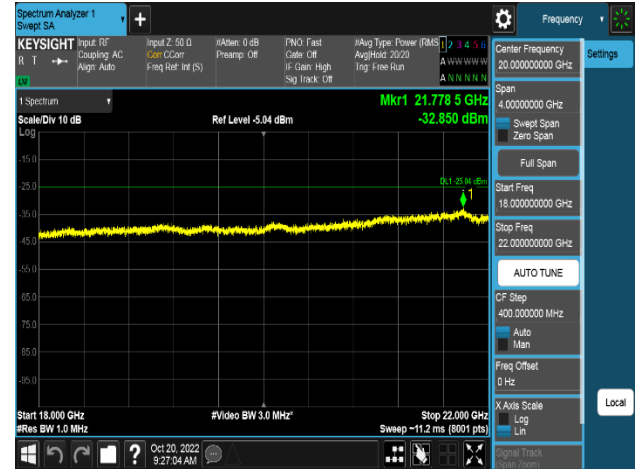 Spectrum Analyzer 1
Swept SA
Frequency
KEYSIGHT
R T
LXI
Input: RF
Coupling: AC
Align: Auto
Input Z: 50 Ω
Corr CCorr
Freq Ref: Int (S)
#Atten: 0 dB
Preamp: Off
PNO: Fast
Gate: Off
IF Gain: High
Sig Track: Off
#Avg Type: Power (RMS
Avg|Hold: 20/20
Trig: Free Run
1 2 3 4 5 6
A WW WW W
A N N N N N
1 Spectrum
Mkr1 21.778 5 GHz
-32.850 dBm
Scale/Div 10 dB
Ref Level -5.04 dBm
Log
-15.0
-25.0
-35.0
-45.0
-55.0
-65.0
-75.0
-85.0
-95.0
DL1 -25.04 dBm
1
Start 18.000 GHz
#Res BW 1.0 MHz
#Video BW 3.0 MHz*
Stop 22.000 GHz
Sweep ~11.2 ms (8001 pts)
?
Oct 20, 2022
9:27:04 AM
Center Frequency
20.000000000 GHz
Span
4.00000000 GHz
Swept Span
Zero Span
Full Span
Start Freq
18.000000000 GHz
Stop Freq
22.000000000 GHz
AUTO TUNE
CF Step
400.000000 MHz
Auto
Man
Freq Offset
0 Hz
X Axis Scale
Log
Lin
Signal Track
(Span Zoom)
Settings
Local